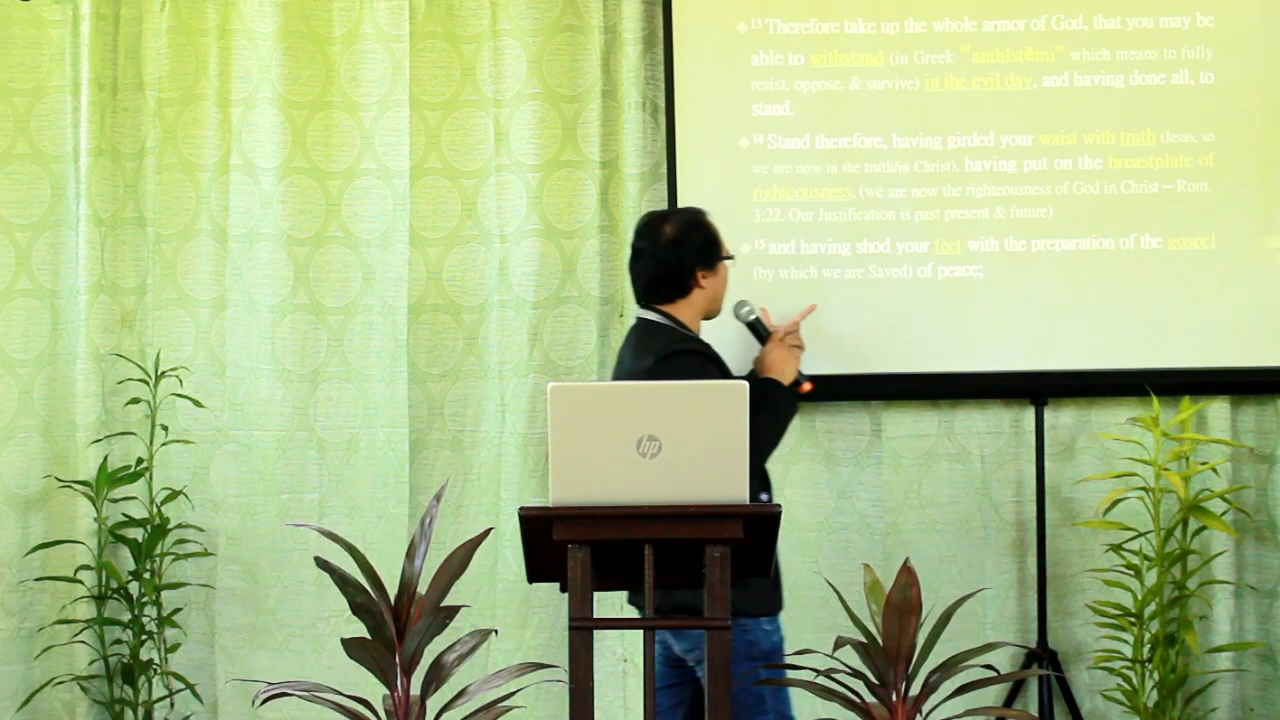 13 Therefore take up the whole armor of God, that you may be
able to withstand (in Greek: "anthistēmi" which means to fully
resist, oppose, & survive) in the evil day, and having done all, to
stand.
14 Stand therefore, having girded your waist with truth (Jesus, so
we are now in the truth/in Christ), having put on the breastplate of
righteousness, (we are now the righteousness of God in Christ – Rom.
3:22, Our Justification is past present & future)
15 and having shod your feet with the preparation of the gospel
(by which we are Saved) of peace;
hp